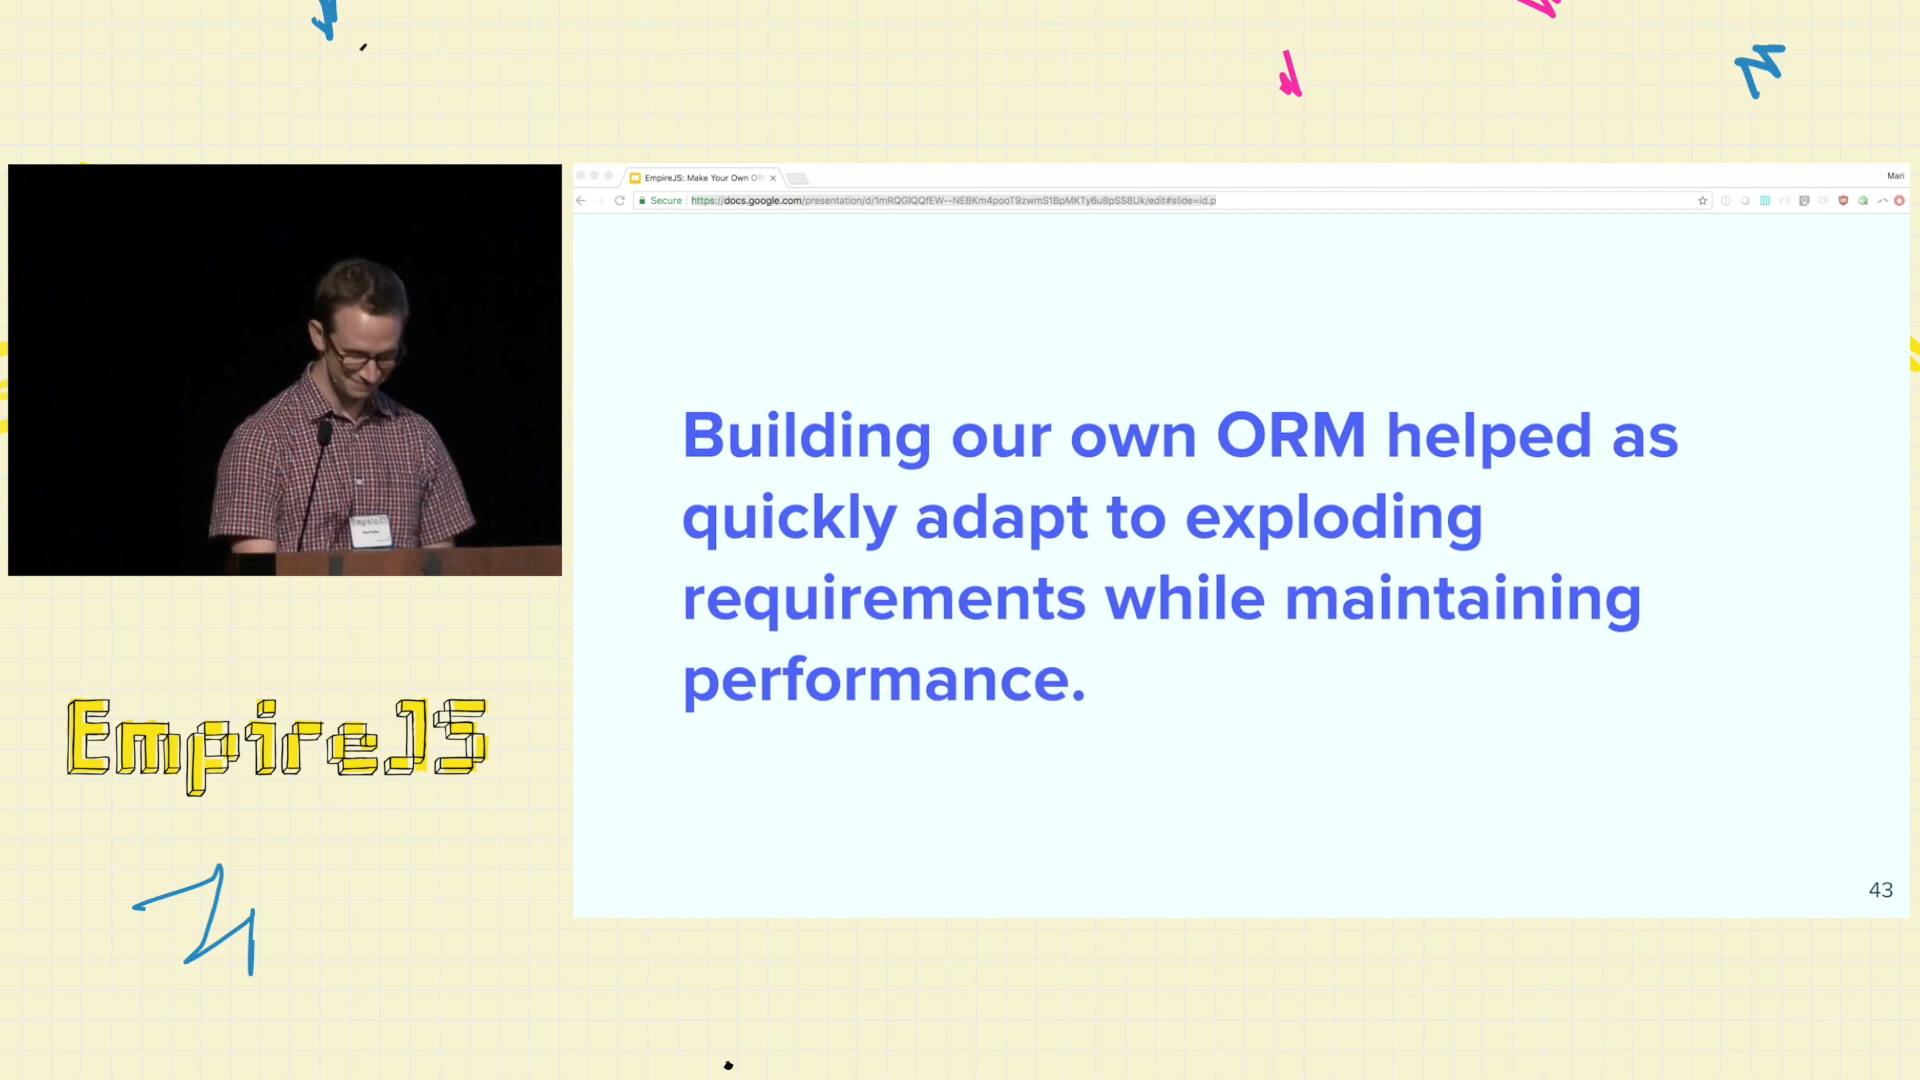 EmpireJS: Make Your Own OR
Mari
Secure
https://docs.google.com/presentation/d/1mRQGlQQfEW--NE8Km4pooT9zwmS1BpMKTy6u8pSS8Uk/edit#slide=id.p
Building our own ORM helped as
quickly adapt to exploding
requirements while maintaining
performance.
43
EmpireJS